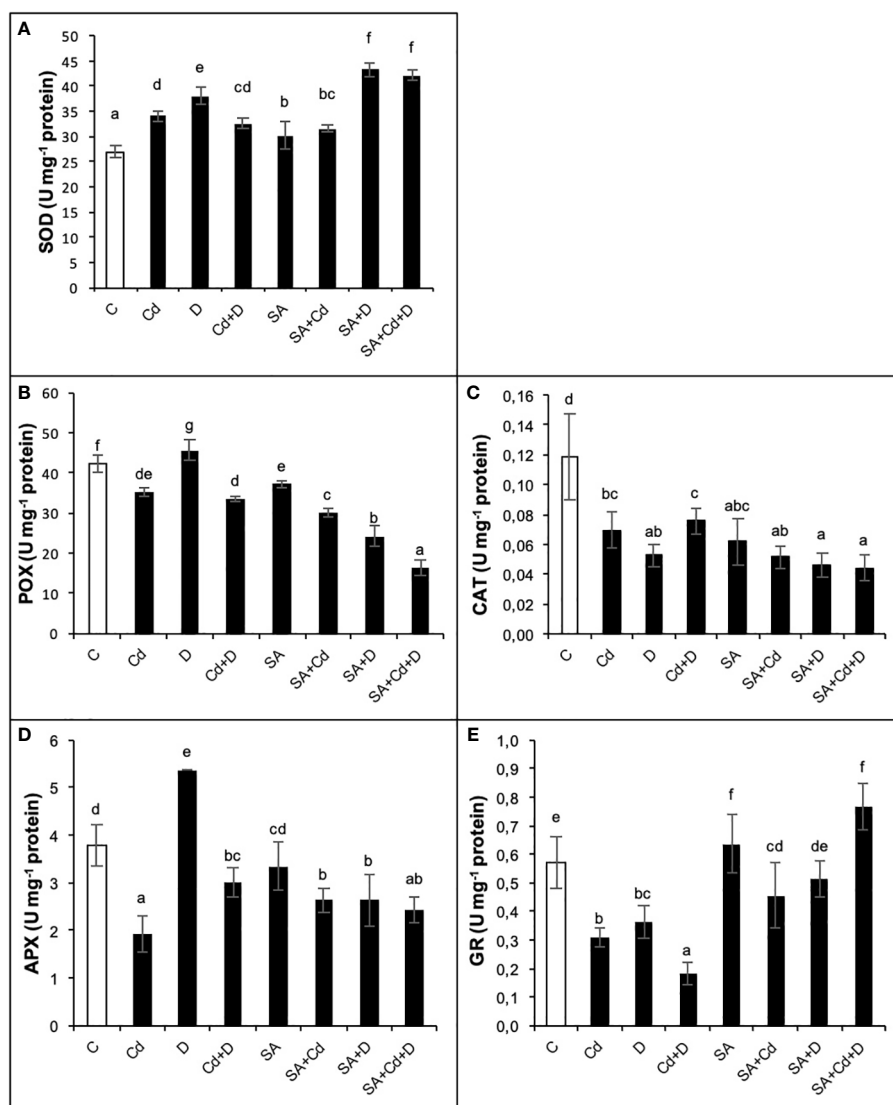 A
SOD (U mg⁻¹ protein)
50
45
40
35
30
25
20
15
10
5
0
a
d
e
cd
b
bc
f
f
C
Cd
D
Cd+D
SA
SA+Cd
SA+D
SA+Cd+D
B
POX (U mg⁻¹ protein)
60
50
40
30
20
10
0
f
de
g
d
e
c
b
a
C
Cd
D
Cd+D
SA
SA+Cd
SA+D
SA+Cd+D
C
CAT (U mg⁻¹ protein)
0,16
0,14
0,12
0,10
0,08
0,06
0,04
0,02
0,00
d
bc
ab
c
abc
ab
a
a
C
Cd
D
Cd+D
SA
SA+Cd
SA+D
SA+Cd+D
D
APX (U mg⁻¹ protein)
6
5
4
3
2
1
0
d
a
e
bc
cd
b
b
ab
C
Cd
D
Cd+D
SA
SA+Cd
SA+D
SA+Cd+D
E
GR (U mg⁻¹ protein)
1,0
0,9
0,8
0,7
0,6
0,5
0,4
0,3
0,2
0,1
0,0
e
b
bc
a
f
cd
de
f
C
Cd
D
Cd+D
SA
SA+Cd
SA+D
SA+Cd+D